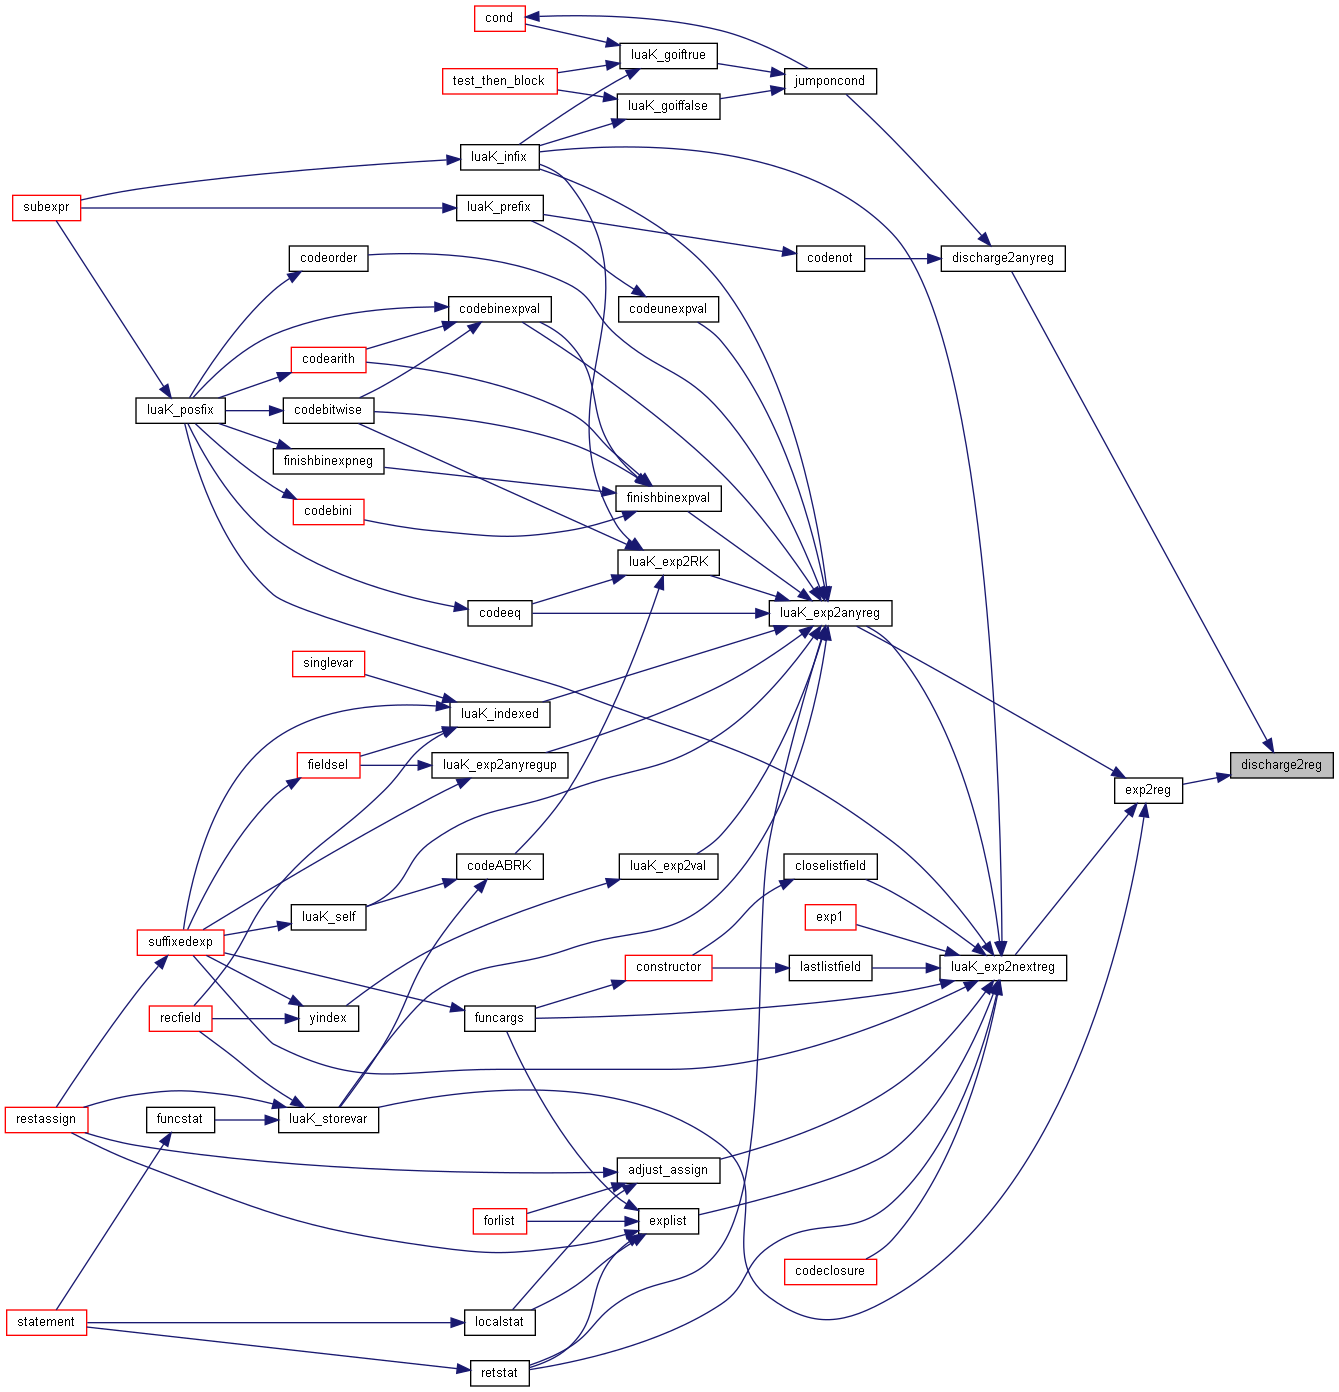 cond
luaK_goiftrue
test_then_block
jumponcond
luaK_goiffalse
luaK_infix
subexpr
luaK_prefix
codeorder
codenot
discharge2anyreg
codebinexpval
codeunexpval
codearith
luaK_posfix
codebitwise
finishbinexpneg
finishbinexpval
codebini
luaK_exp2RK
codeeq
luaK_exp2anyreg
singlevar
luaK_indexed
fieldsel
luaK_exp2anyregup
discharge2reg
exp2reg
codeABRK
luaK_exp2val
closelistfield
luaK_self
exp1
suffixedexp
constructor
lastlistfield
luaK_exp2nextreg
recfield
yindex
funcargs
restassign
funcstat
luaK_storevar
adjust_assign
forlist
explist
codeclosure
statement
localstat
retstat